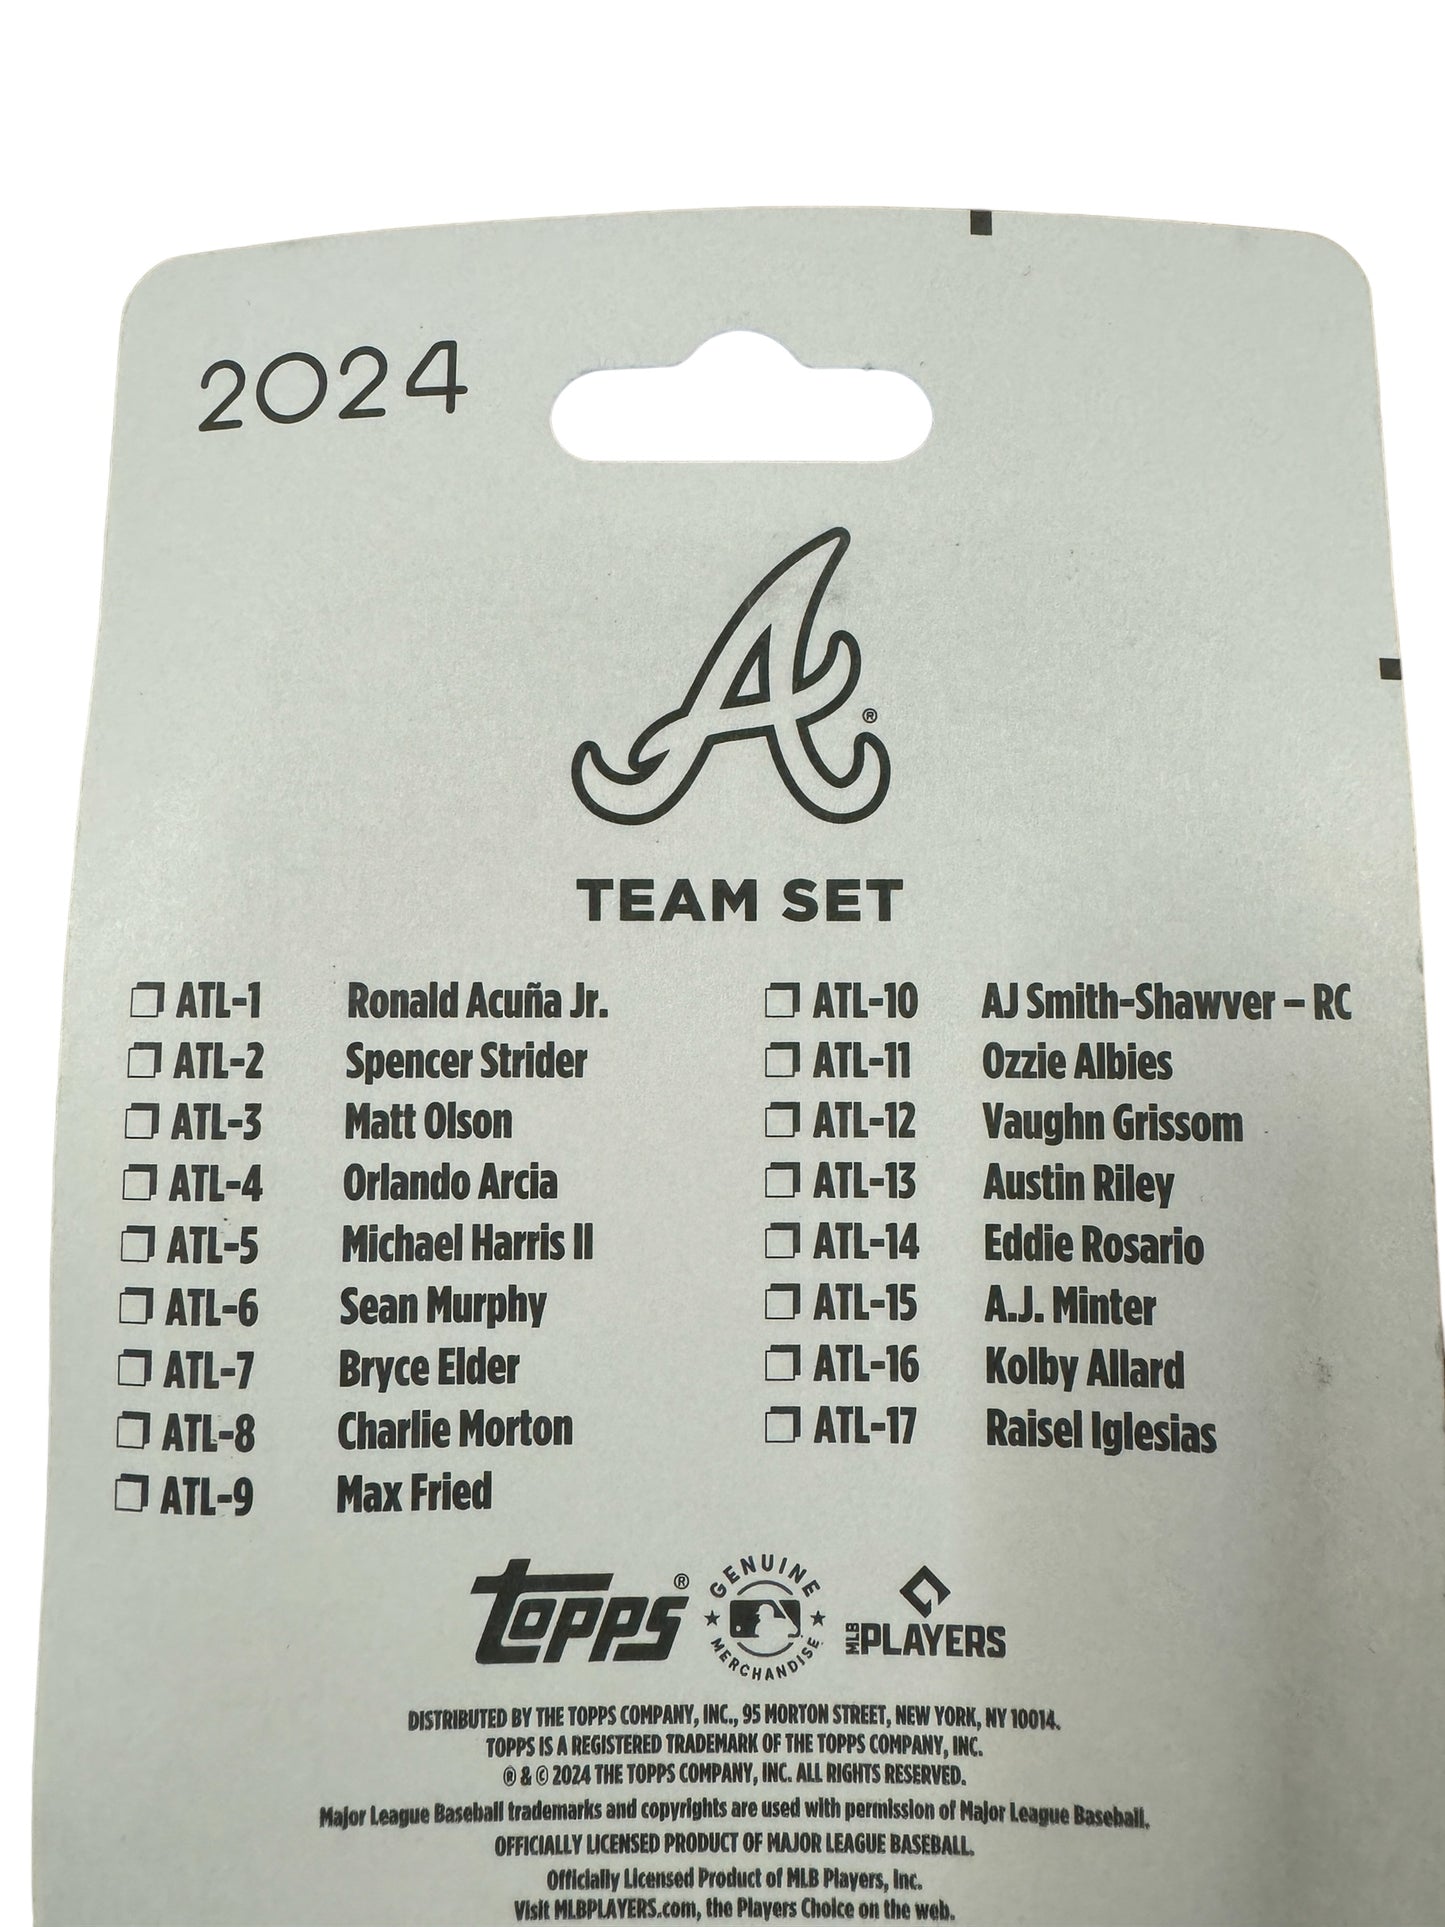 2024
A®
TEAM SET
ATL-1 Ronald Acuña Jr.
ATL-2 Spencer Strider
ATL-3 Matt Olson
ATL-4 Orlando Arcia
ATL-5 Michael Harris II
ATL-6 Sean Murphy
ATL-7 Bryce Elder
ATL-8 Charlie Morton
ATL-9 Max Fried
ATL-10 AJ Smith-Shawver – RC
ATL-11 Ozzie Albies
ATL-12 Vaughn Grissom
ATL-13 Austin Riley
ATL-14 Eddie Rosario
ATL-15 A.J. Minter
ATL-16 Kolby Allard
ATL-17 Raisel Iglesias
topps®
GENUINE
MERCHANDISE
MLB PLAYERS
DISTRIBUTED BY THE TOPPS COMPANY, INC., 95 MORTON STREET, NEW YORK, NY 10014.
TOPPS IS A REGISTERED TRADEMARK OF THE TOPPS COMPANY, INC.
® & © 2024 THE TOPPS COMPANY, INC. ALL RIGHTS RESERVED.
Major League Baseball trademarks and copyrights are used with permission of Major League Baseball.
OFFICIALLY LICENSED PRODUCT OF MAJOR LEAGUE BASEBALL.
Officially Licensed Product of MLB Players, Inc.
Visit MLBPLAYERS.com, the Players Choice on the web.